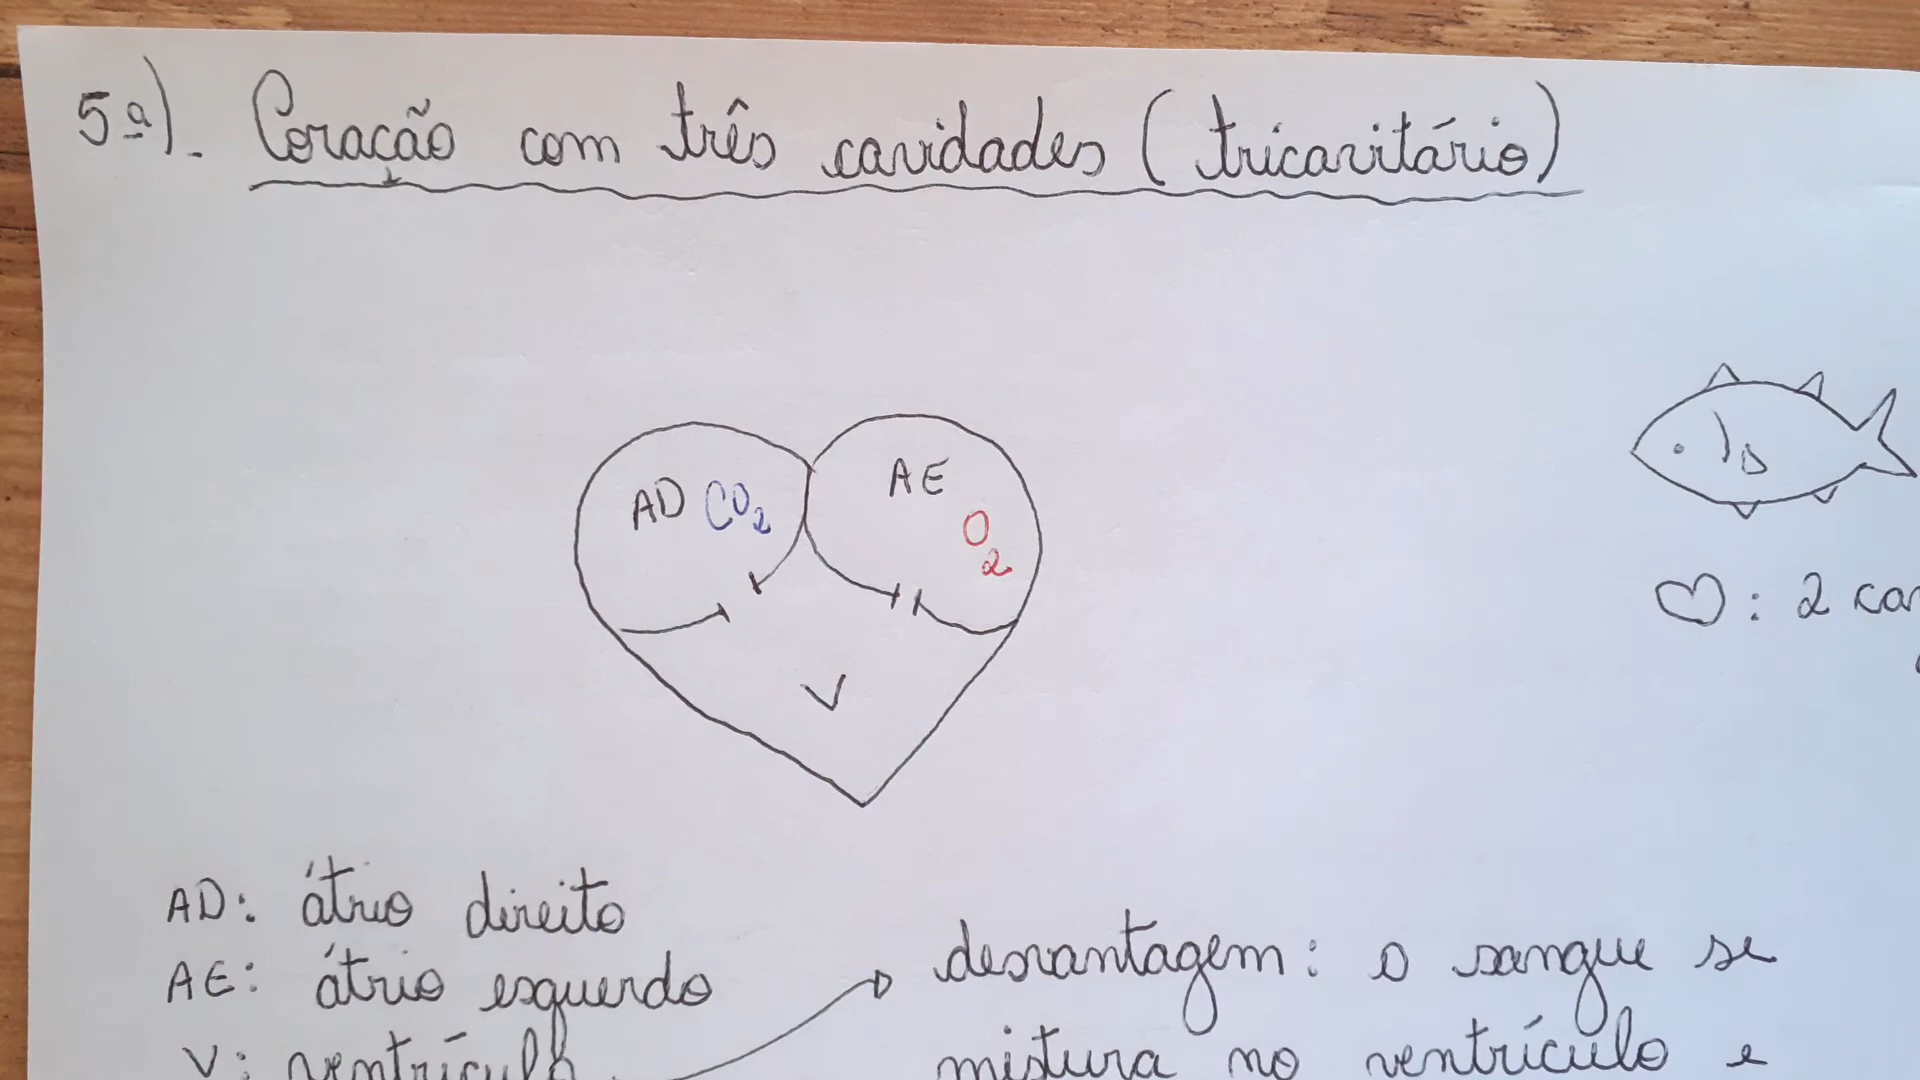 5ª). Coração com três cavidades (tricavitário)
AD CO2
AE
O2
V
: 2
AD: átrio direito
AE: átrio esquerdo
V: ventrículo
desvantagem: o sangue se
mistura no ventrículo e